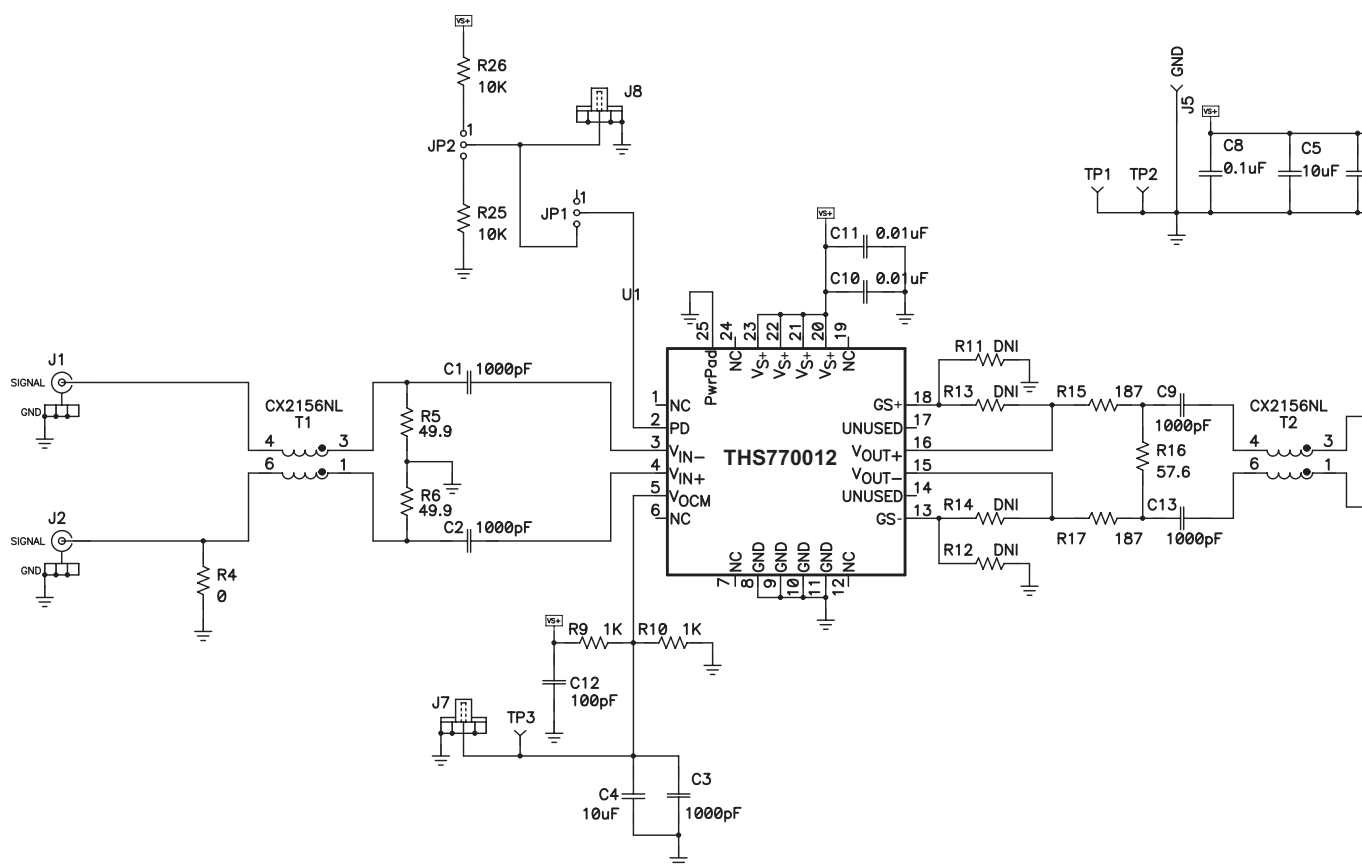 VS+
R26
10K
J8
1
JP2
1
JP1
R25
10K
GND
J5
VS+
C8
0.1uF
C5
10uF
TP1
TP2
VS+
C11
0.01uF
C10
0.01uF
U1
25
24
23
22
21
20
19
PwrPad
NC
VS+
VS+
VS+
VS+
NC
J1
SIGNAL
GND
CX2156NL
T1
4
3
6
1
J2
SIGNAL
GND
R4
0
R5
49.9
R6
49.9
C1
1000pF
C2
1000pF
1
NC
2
PD
3
VIN-
4
VIN+
5
VOCM
6
NC
THS770012
GS+
18
UNUSED
17
VOUT+
16
VOUT-
15
UNUSED
14
GS-
13
NC
GND
GND
GND
GND
NC
7
8
9
10
11
12
R11
DNI
R13
DNI
R15
187
C9
1000pF
R16
57.6
C13
1000pF
R14
DNI
R17
187
R12
DNI
CX2156NL
T2
4
3
6
1
VS+
R9
1K
R10
1K
C12
100pF
J7
TP3
C4
10uF
C3
1000pF